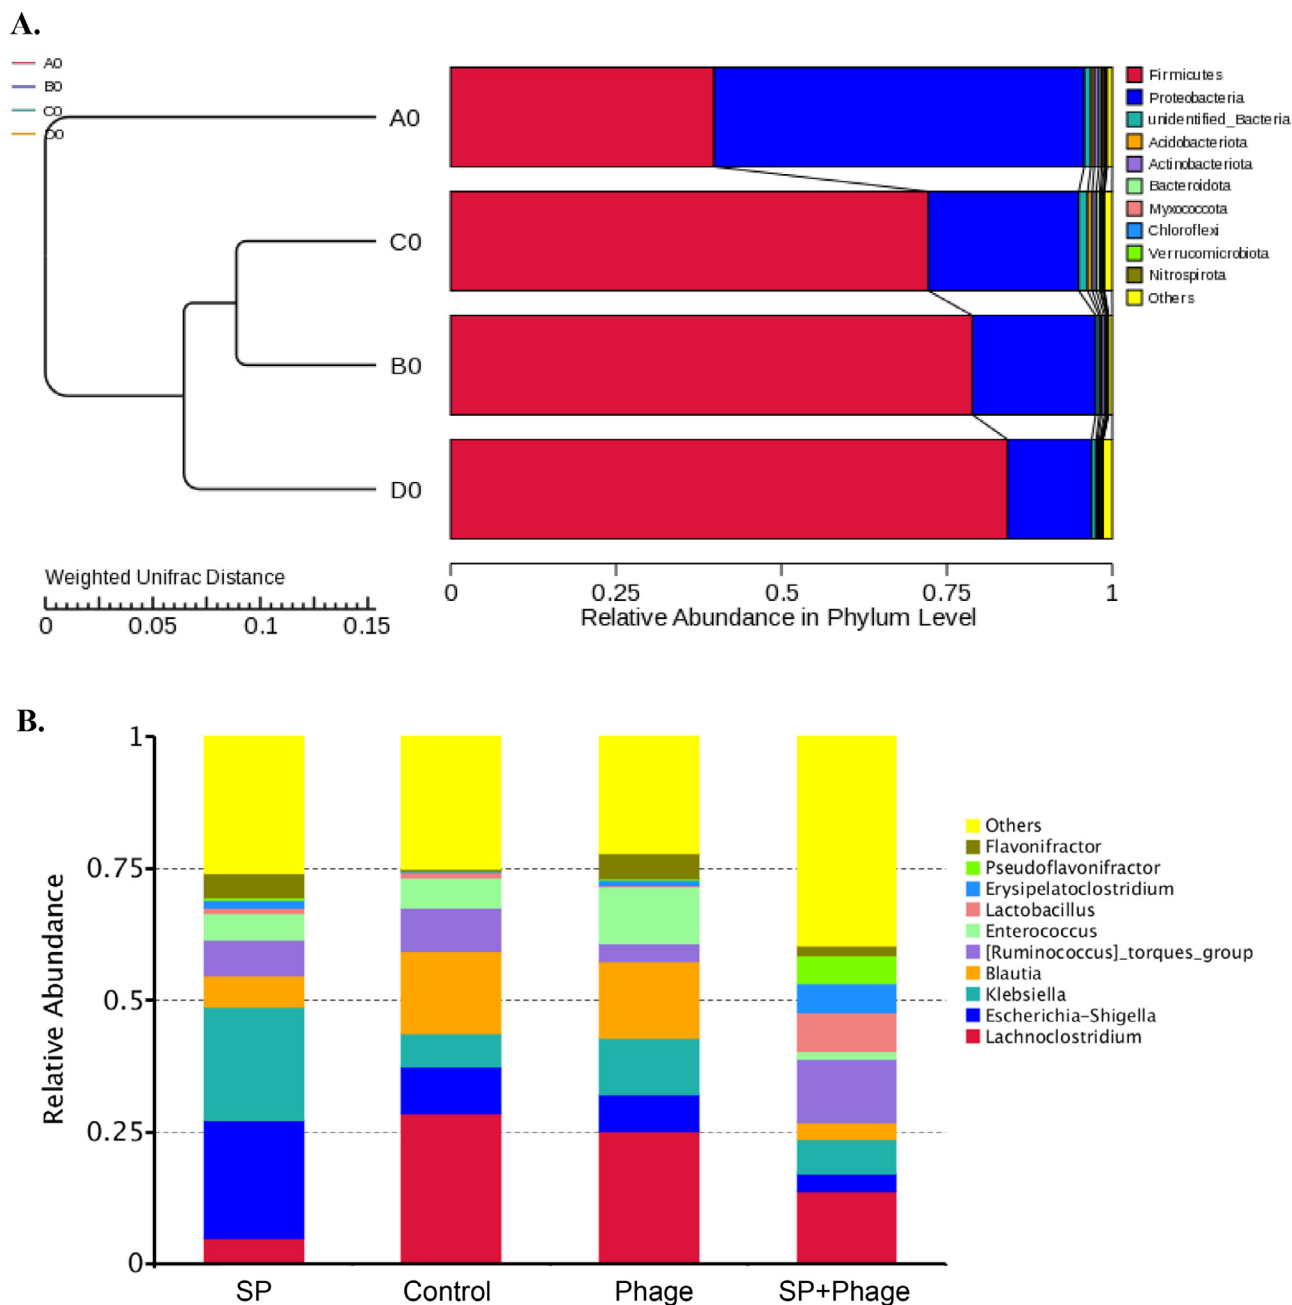 A.
A0
B0
C0
D0
A0
C0
B0
D0
Firmicutes
Proteobacteria
unidentified_Bacteria
Acidobacteriota
Actinobacteriota
Bacteroidota
Myxococcota
Chloroflexi
Verrucomicrobiota
Nitrospirota
Others
Weighted Unifrac Distance
0 0.05 0.1 0.15
0 0.25 0.5 0.75 1
Relative Abundance in Phylum Level
B.
1
0.75
0.5
0.25
0
Relative Abundance
SP Control Phage SP+Phage
Others
Flavonifractor
Pseudoflavonifractor
Erysipelatoclostridium
Lactobacillus
Enterococcus
[Ruminococcus]_torques_group
Blautia
Klebsiella
Escherichia-Shigella
Lachnoclostridium